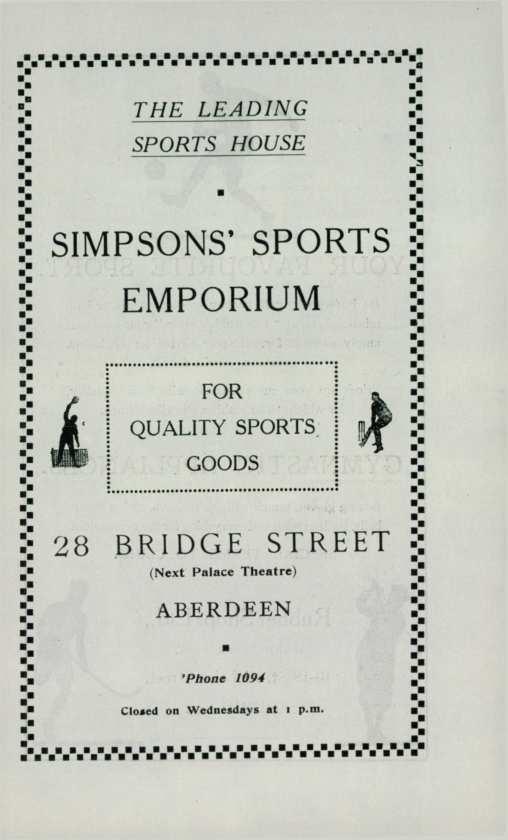 THE LEADING
SPORTS HOUSE
SIMPSONS' SPORTS
EMPORIUM
FOR
QUALITY SPORTS
GOODS
28 BRIDGE STREET
(Next Palace Theatre)
ABERDEEN
'Phone 1094
Closed on Wednesdays at 1 p.m.